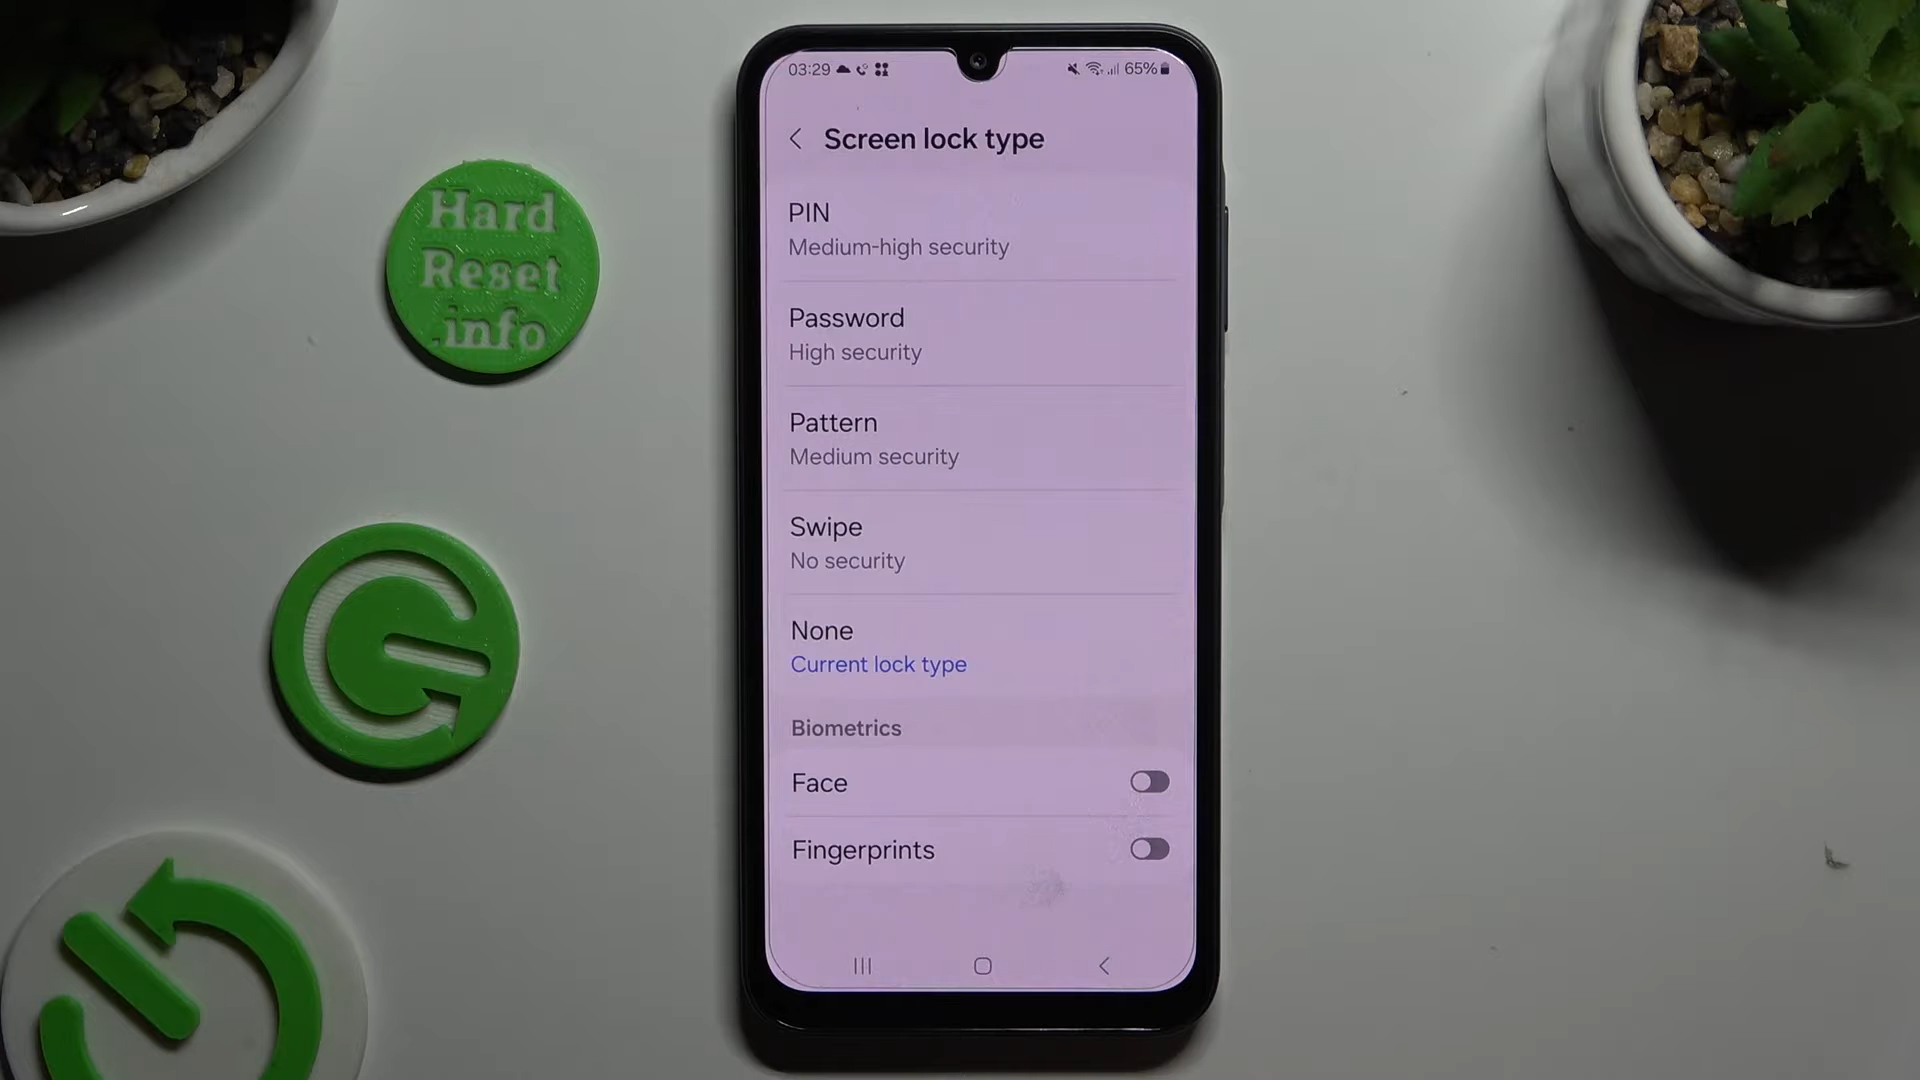 Hard
Reset
.info
03:29
65%
Screen lock type
PIN
Medium-high security
Password
High security
Pattern
Medium security
Swipe
No security
None
Current lock type
Biometrics
Face
Fingerprints